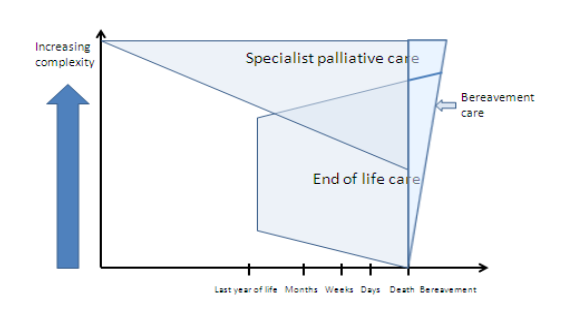 Increasing
complexity
Specialist palliative care
Bereavement
care
End of life care
Last year of life Months Weeks Days Death Bereavement